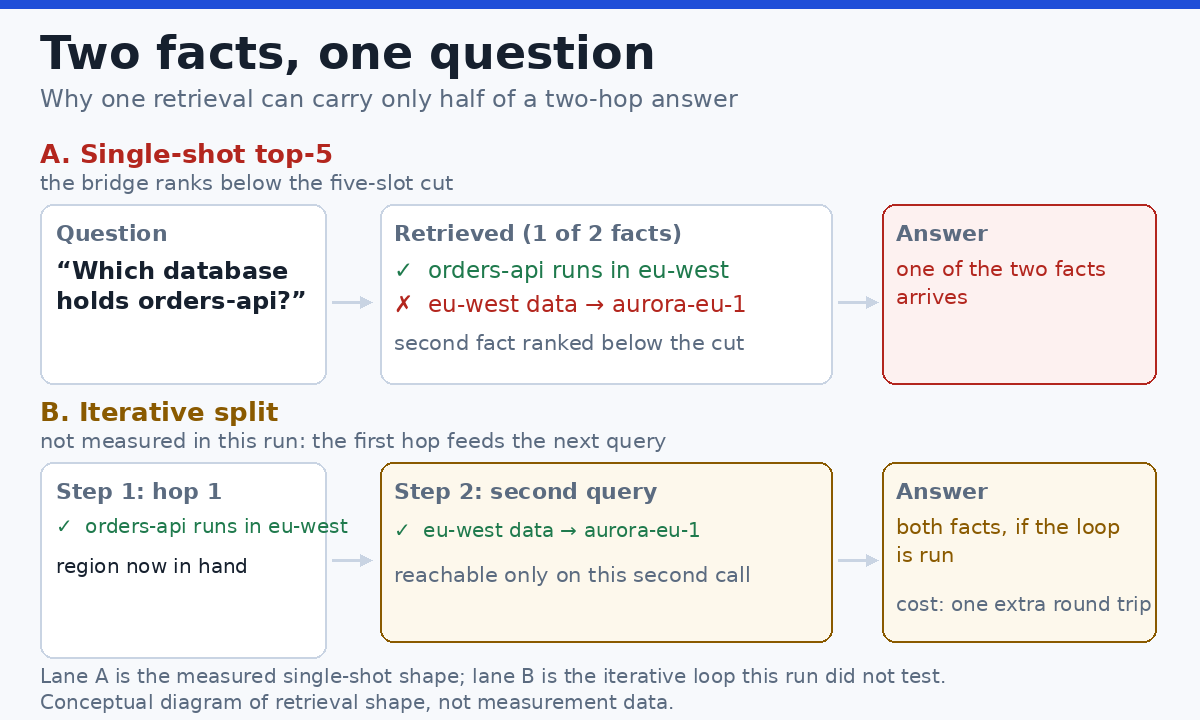 Two facts, one question
Why one retrieval can carry only half of a two-hop answer
A. Single-shot top-5
the bridge ranks below the five-slot cut
Question
“Which database
holds orders-api?”
Retrieved (1 of 2 facts)
✓ orders-api runs in eu-west
✗ eu-west data → aurora-eu-1
second fact ranked below the cut
Answer
one of the two facts
arrives
B. Iterative split
not measured in this run: the first hop feeds the next query
Step 1: hop 1
✓ orders-api runs in eu-west
region now in hand
Step 2: second query
✓ eu-west data → aurora-eu-1
reachable only on this second call
Answer
both facts, if the loop
is run
cost: one extra round trip
Lane A is the measured single-shot shape; lane B is the iterative loop this run did not test.
Conceptual diagram of retrieval shape, not measurement data.